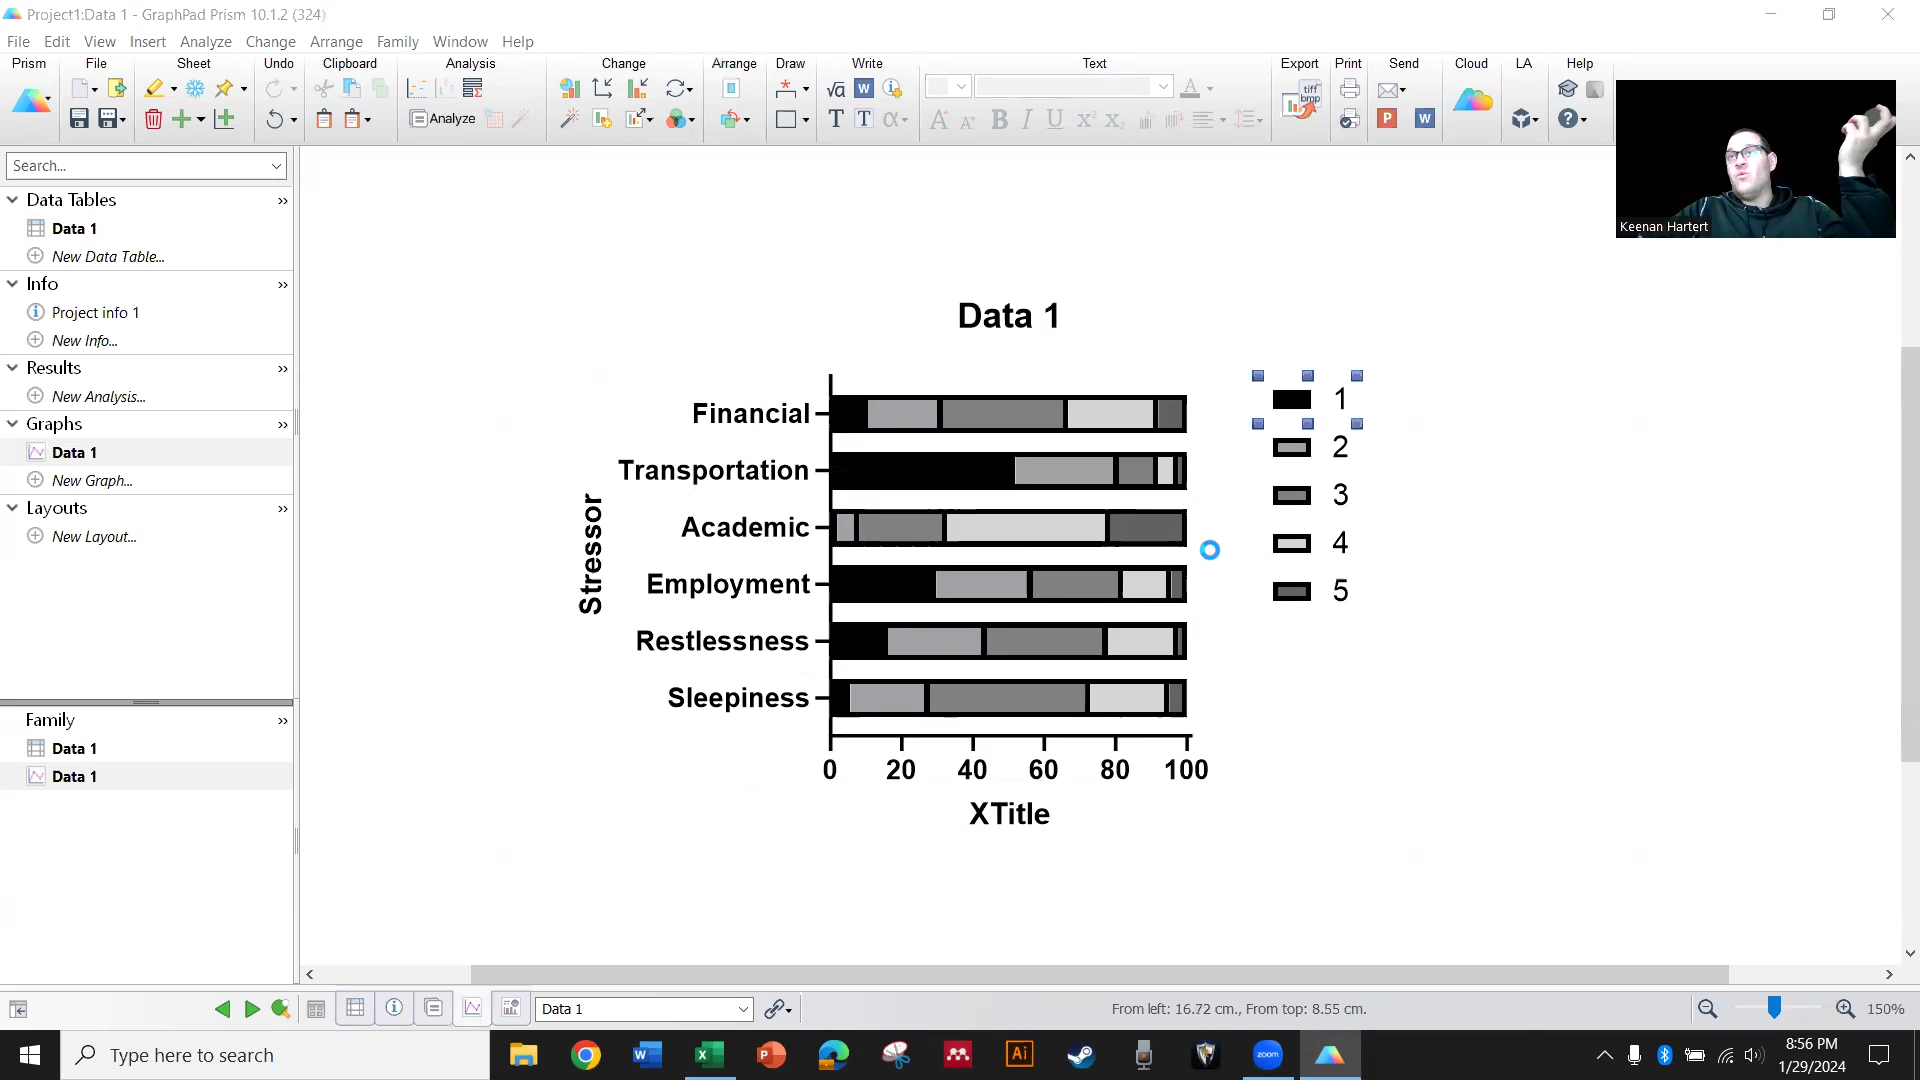 Project1:Data 1 - GraphPad Prism 10.1.2 (324)
File Edit View Insert Change Arrange Family Window Help
Analyze
Prism File Sheet Undo Clipboard Analysis Change Arrange Draw Write Text Export Print Send Cloud LA Help
tiff
bmp
Analyze
Search...
Data Tables
Data 1
New Data Table...
Info
Project info 1
New Info...
Results
New Analysis...
Graphs
Data 1
New Graph...
Layouts
New Layout...
Family
Data 1
Data 1
Keenan Hartert
Data 1
Stressor
Financial
Transportation
Academic
Employment
Restlessness
Sleepiness
0 20 40 60 80 100
XTitle
1
2
3
4
5
Data 1
From left: 16.72 cm., From top: 8.55 cm.
150%
Type here to search
zoom
8:56 PM
1/29/2024